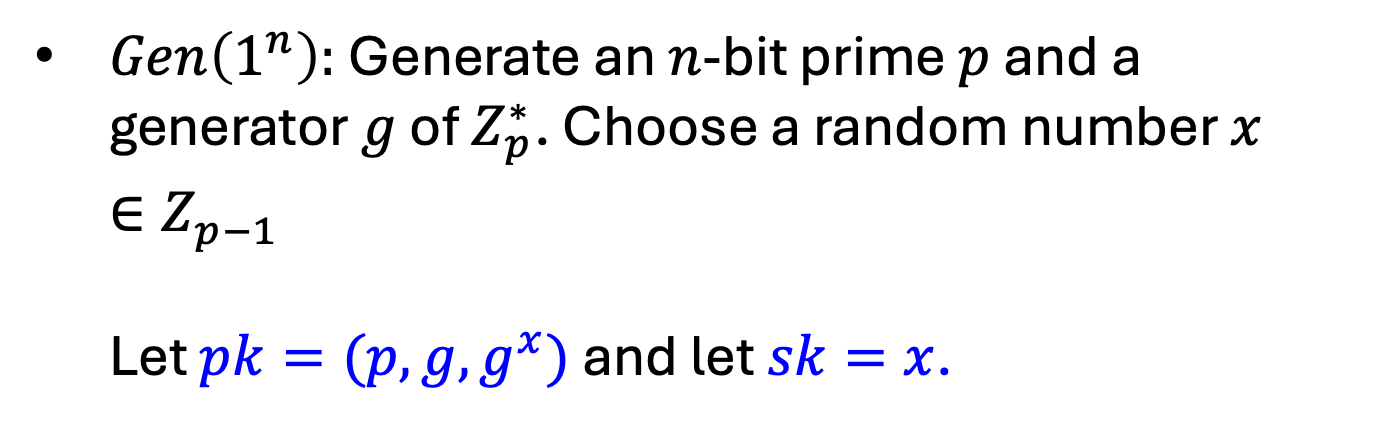 • Gen(1ⁿ): Generate an n-bit prime p and a
generator g of Z*ₚ. Choose a random number x
∈ Zₚ₋₁
Let pk = (p, g, gˣ) and let sk = x.